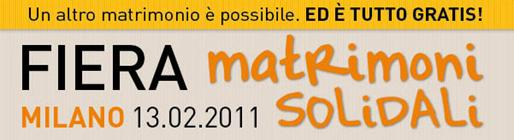 Un altro matrimonio è possibile. ED È TUTTO GRATIS!
FIERA matRimoni
MILANO 13.02.2011 SOLiDALi